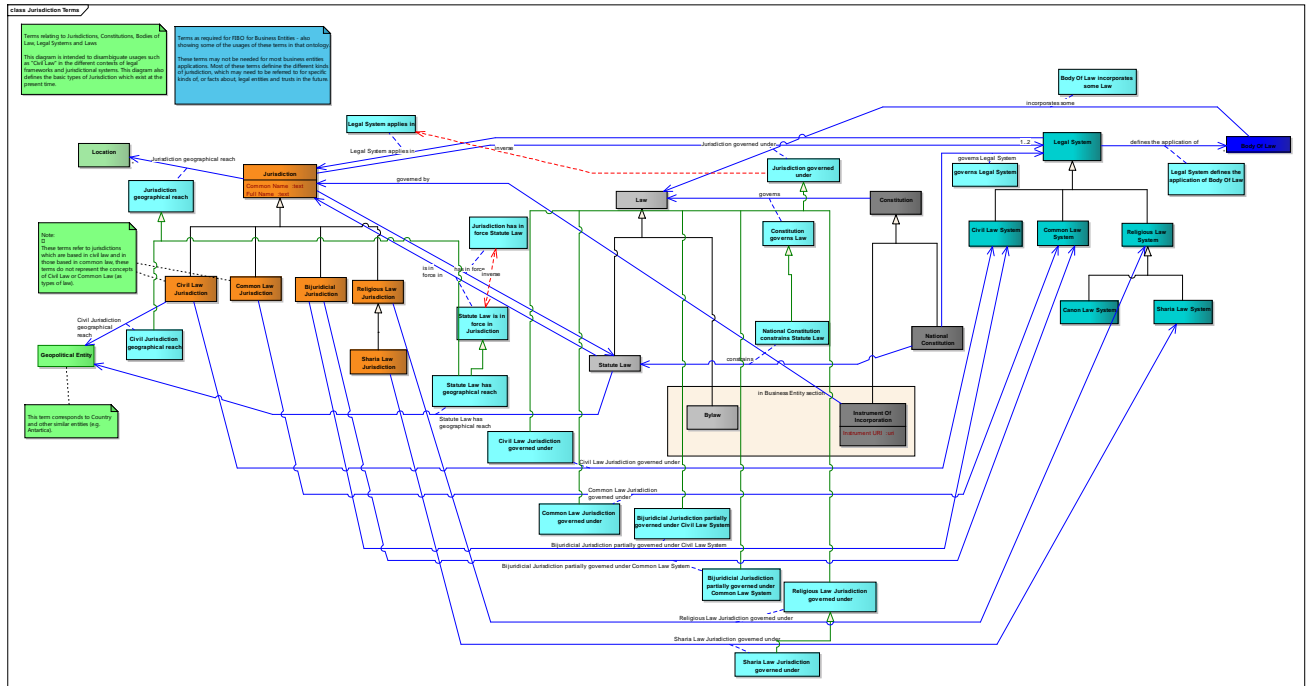 class Jurisdiction Terms
Terms relating to Jurisdictions, Constitutions, Bodies of
Law, Legal Systems and Laws
This diagram is intended to disambiguate usages such
as "Civil Law" in the different contexts of legal
frameworks and jurisdictional systems. This diagram also
defines the basic types of Jurisdiction which exist at the
present time.
Terms as required for FIBO for Business Entities - also
showing some of the usages of these terms in that ontology.
These terms may not be needed for most business entities
applications. Most of these terms definine the different kinds
of jurisdiction, which may need to be referred to for specific
kinds of, or facts about, legal entities and trusts in the future.
Body Of Law incorporates
some Law
incorporates some
Legal System applies in
Legal System applies in
inverse
Jurisdiction governed under
1..2
Legal System
defines the application of
Body Of Law
Location
Jurisdiction geographical reach
Jurisdiction
Common Name :text
Full Name :text
governed by
Jurisdiction governed
under
governs Legal System
governs Legal System
Legal System defines the
application of Body Of Law
Jurisdiction
geographical reach
Law
governs
Constitution
Note:
These terms refer to jurisdictions
which are based in civil law and in
those based in common law, these
terms do not represent the concepts
of Civil Law or Common Law (as
types of law).
Jurisdiction has in
force Statute Law
Constitution
governs Law
Civil Law System
Common Law
System
Religious Law
System
is in
force in
has in force
inverse
Civil Law
Jurisdiction
Common Law
Jurisdiction
Bijuridicial
Jurisdiction
Religious Law
Jurisdiction
Canon Law System
Sharia Law System
Civil Jurisdiction
geographical
reach
Civil Jurisdiction
geographical reach
Statute Law is in
force in
Jurisdiction
National Constitution
constrains Statute Law
National
Constitution
Geopolitical Entity
Sharia Law
Jurisdiction
Statute Law
constrains
Statute Law has
geographical reach
in Business Entity section
This term corresponds to Country
and other similar entities (e.g.
Antartica).
Statute Law has
geographical reach
Bylaw
Instrument Of
Incorporation
Instrument URI :uri
Civil Law Jurisdiction
governed under
Civil Law Jurisdiction governed under
Common Law Jurisdiction
governed under
Common Law Jurisdiction
governed under
Bijuridicial Jurisdiction partially
governed under Civil Law System
Bijuridicial Jurisdiction partially governed under Civil Law System
Bijuridicial Jurisdiction partially governed under Common Law System
Bijuridicial Jurisdiction
partially governed under
Common Law System
Religious Law Jurisdiction
governed under
Religious Law Jurisdiction governed under
Sharia Law Jurisdiction governed under
Sharia Law Jurisdiction
governed under